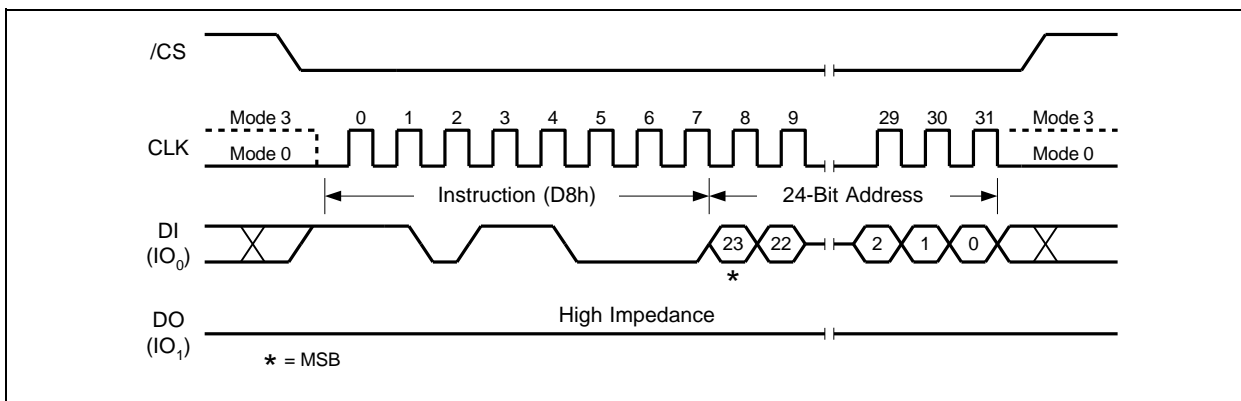 /CS
Mode 3 0 1 2 3 4 5 6 7 8 9 29 30 31 Mode 3
CLK
Mode 0 Mode 0
Instruction (D8h) 24-Bit Address
DI
(IO0)
23 22 2 1 0
*
High Impedance
DO
(IO1)
* = MSB